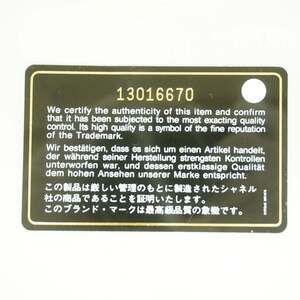 13016670
We certify the authenticity of this item and confirm
that it has been subjected to the most exacting quality
control. Its high quality is a symbol of the fine reputation
of the Trademark.
Wir bestätigen, dass es sich um einen Artikel handelt,
der während seiner Herstellung strengsten Kontrollen
unterworfen war, und dessen erstklassige Qualität
dem hohen Ansehen unserer Marke entspricht.
この製品は厳しい管理のもとに製造されたシャネル
社の商品であることを証明いたします。
このブランド・マークは最高級品質の象徴です。